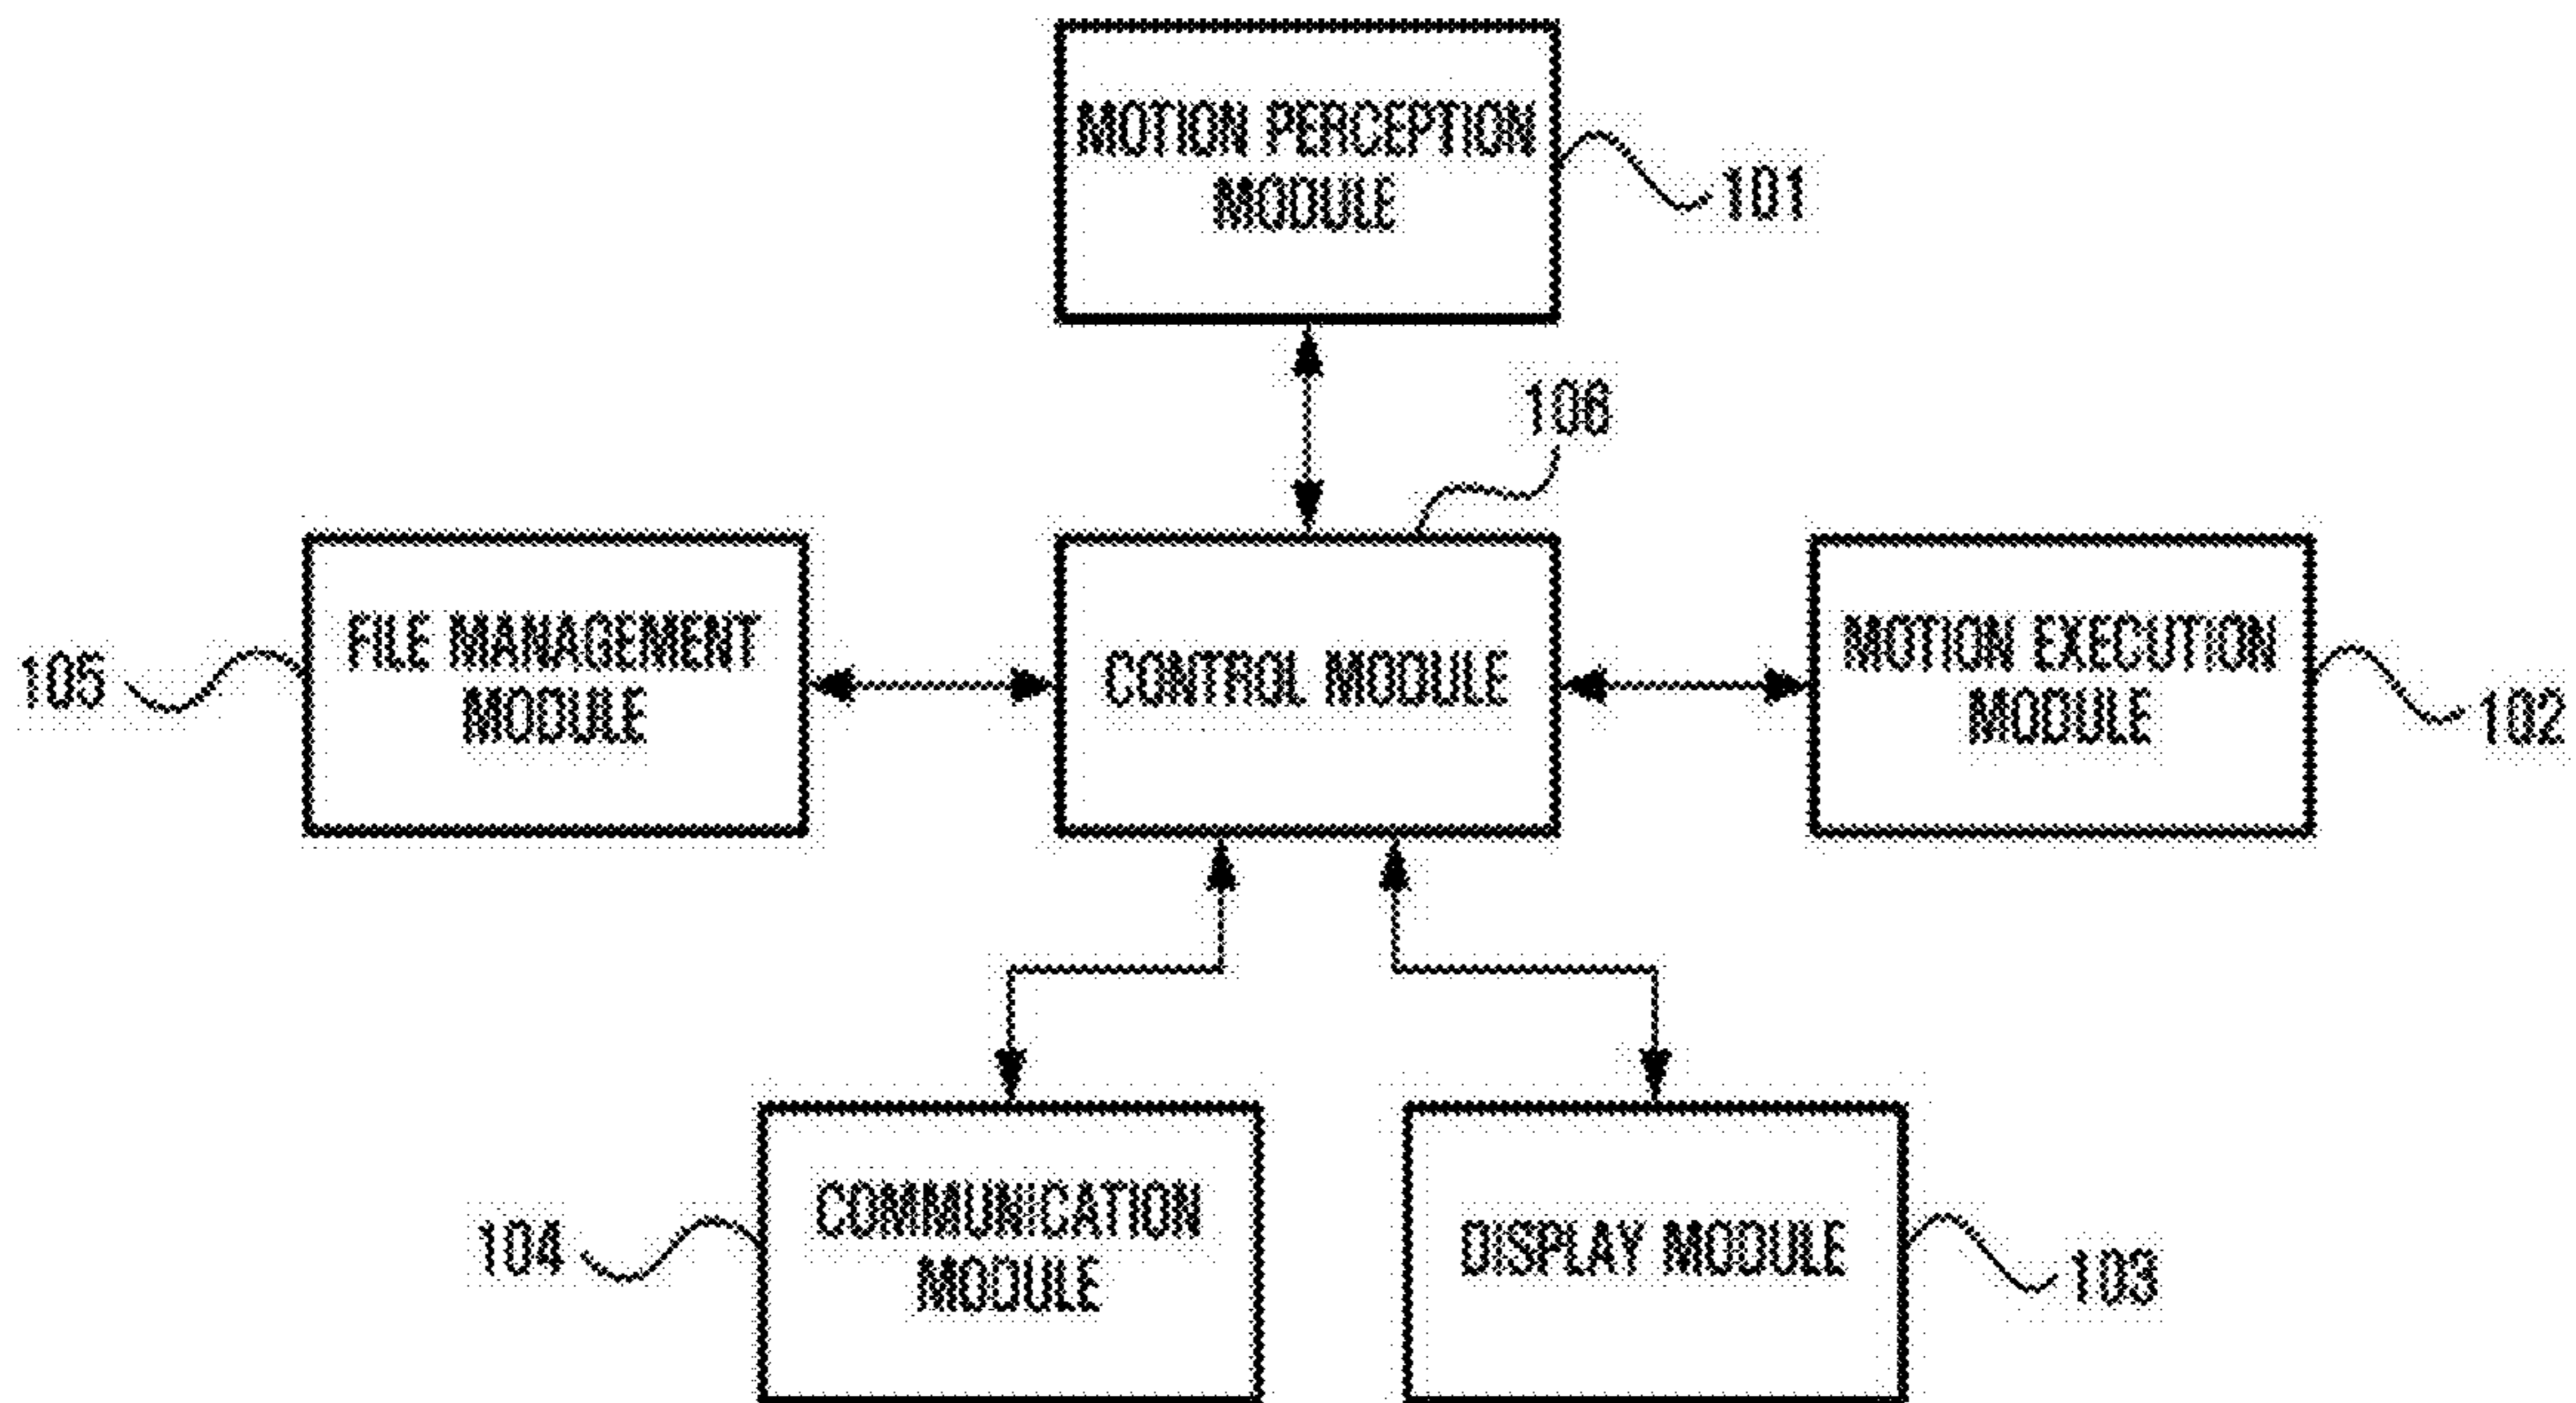 MOTION PERCEPTION
MODULE
101
106
FILE MANAGEMENT
MODULE
105
CONTROL MODULE
MOTION EXECUTION
MODULE
102
COMMUNICATION
MODULE
104
DISPLAY MODULE
103